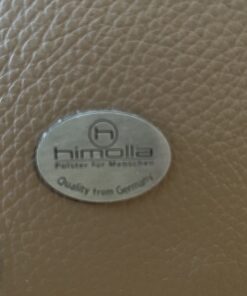 h
himolla
Polster für Menschen
Quality from Germany